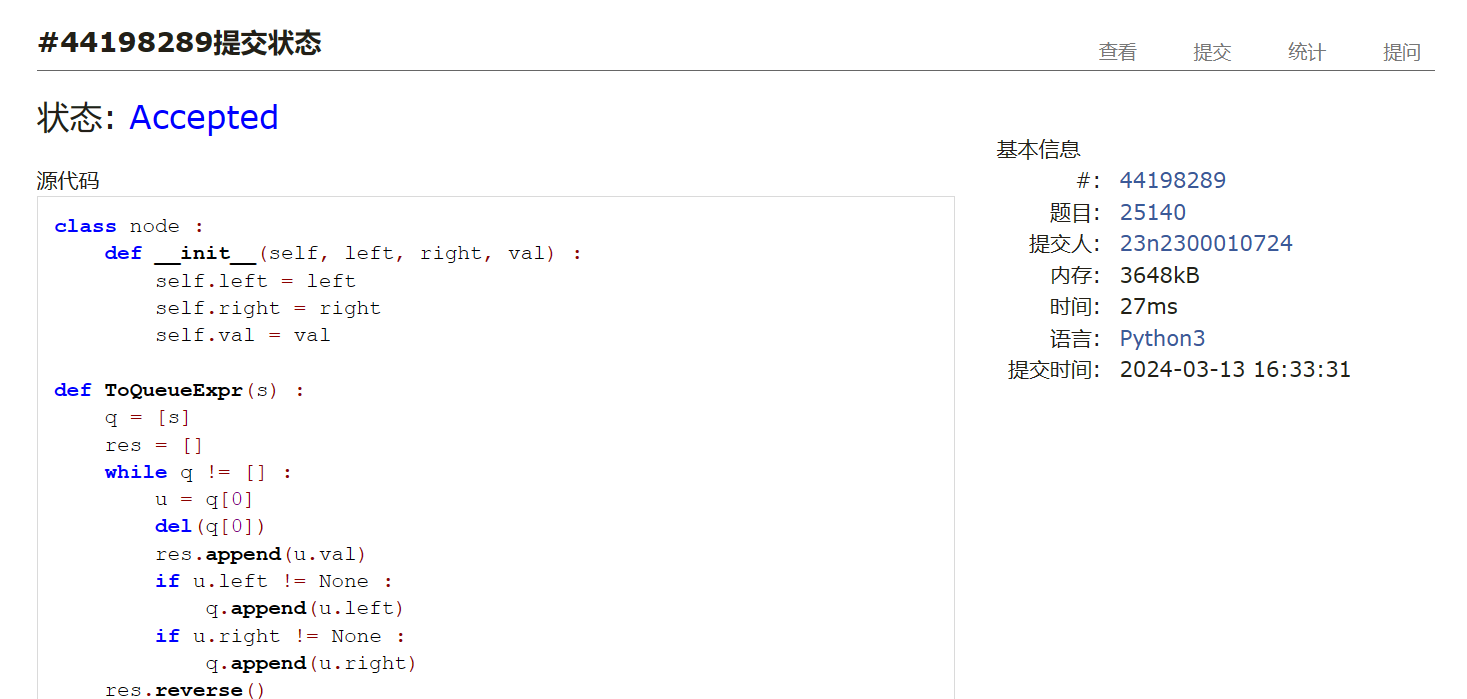 #44198289提交状态
查看 提交 统计 提问
状态: Accepted
源代码
class node :
    def __init__(self, left, right, val) :
        self.left = left
        self.right = right
        self.val = val

def ToQueueExpr(s) :
    q = [s]
    res = []
    while q != [] :
        u = q[0]
        del(q[0])
        res.append(u.val)
        if u.left != None :
            q.append(u.left)
        if u.right != None :
            q.append(u.right)
    res.reverse()
基本信息
#: 44198289
题目: 25140
提交人: 23n2300010724
内存: 3648kB
时间: 27ms
语言: Python3
提交时间: 2024-03-13 16:33:31